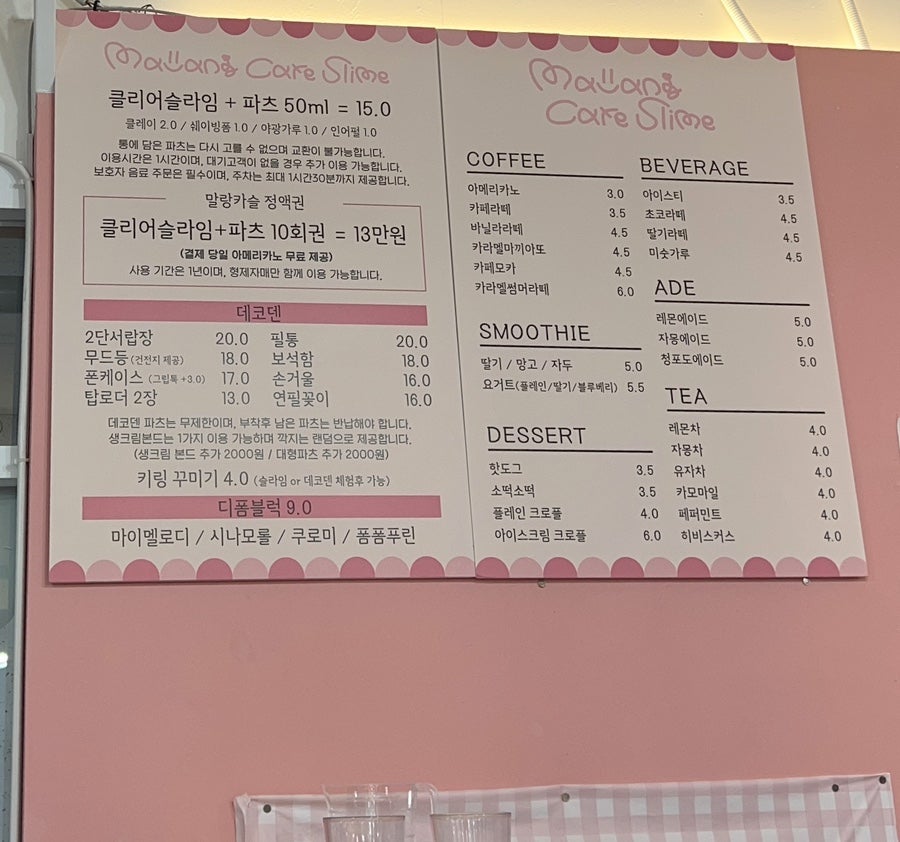 Mallang Cafe Slime
클리어슬라임 + 파츠 50ml = 15.0
클레이 2.0 / 쉐이빙폼 1.0 / 야광가루 1.0 / 인어펄 1.0
통에 담은 파츠는 다시 고를 수 없으며 교환이 불가능합니다.
이용시간은 1시간이며, 대기고객이 없을 경우 추가 이용 가능합니다.
보호자 음료 주문은 필수이며, 주차는 최대 1시간30분까지 제공합니다.
말랑카슬 정액권
클리어슬라임+파츠 10회권 = 13만원
(결제 당일 아메리카노 무료 제공)
사용 기간은 1년이며, 형제자매만 함께 이용 가능합니다.
데코덴
2단서랍장 20.0 필통 20.0
무드등(건전지 제공) 18.0 보석함 18.0
폰케이스 (그립톡 +3.0) 17.0 손거울 16.0
탑로더 2장 13.0 연필꽂이 16.0
데코덴 파츠는 무제한이며, 부착후 남은 파츠는 반납해야 합니다.
생크림본드는 1가지 이용 가능하며 깍지는 랜덤으로 제공합니다.
(생크림 본드 추가 2000원 / 대형파츠 추가 2000원)
키링 꾸미기 4.0 (슬라임 or 데코덴 체험후 가능)
디폼블럭 9.0
마이멜로디 / 시나모롤 / 쿠로미 / 폼폼푸린
Mallang
Cafe Slime
COFFEE
아메리카노 3.0
카페라떼 3.5
바닐라라떼 4.5
카라멜마끼아또 4.5
카페모카 4.5
카라멜썸머라떼 6.0
SMOOTHIE
딸기 / 망고 / 자두 5.0
요거트(플레인/딸기/블루베리) 5.5
DESSERT
핫도그 3.5
소떡소떡 3.5
플레인 크로플 4.0
아이스크림 크로플 6.0
BEVERAGE
아이스티 3.5
초코라떼 4.5
딸기라떼 4.5
미숫가루 4.5
ADE
레몬에이드 5.0
자몽에이드 5.0
청포도에이드 5.0
TEA
레몬차 4.0
자몽차 4.0
유자차 4.0
카모마일 4.0
페퍼민트 4.0
히비스커스 4.0